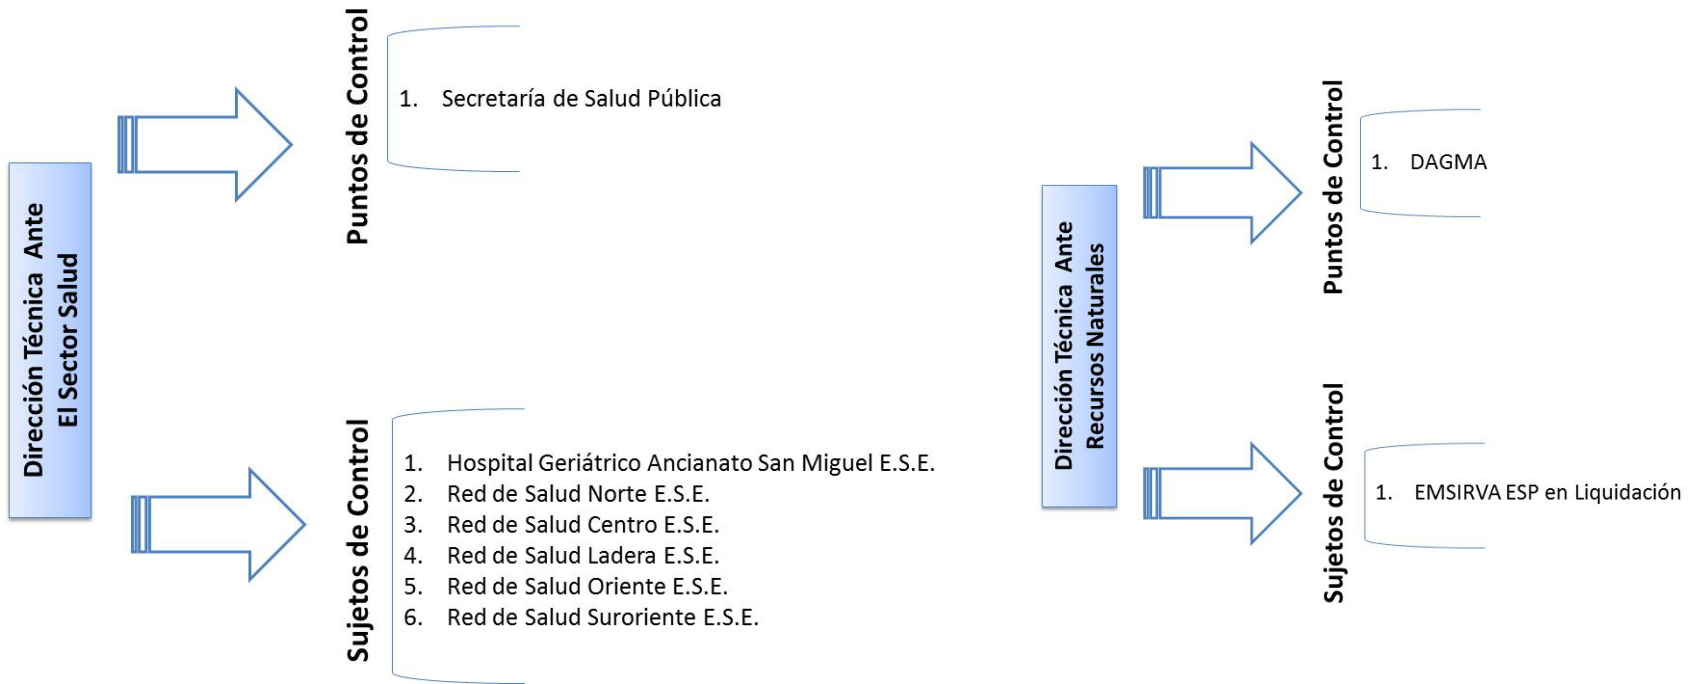 Dirección Técnica Ante
El Sector Salud
Puntos de Control
1. Secretaría de Salud Pública
Sujetos de Control
1. Hospital Geriátrico Ancianato San Miguel E.S.E.
2. Red de Salud Norte E.S.E.
3. Red de Salud Centro E.S.E.
4. Red de Salud Ladera E.S.E.
5. Red de Salud Oriente E.S.E.
6. Red de Salud Suroriente E.S.E.
Dirección Técnica Ante
Recursos Naturales
Puntos de Control
1. DAGMA
Sujetos de Control
1. EMSIRVA ESP en Liquidación